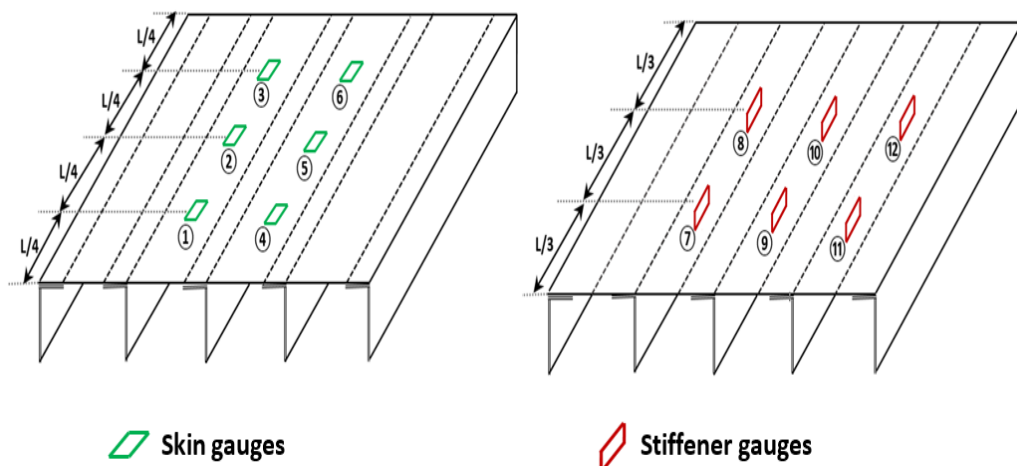 L/4
L/4
L/4
L/4
3
6
2
5
1
4
Skin gauges
L/3
L/3
L/3
8
10
12
7
9
11
Stiffener gauges